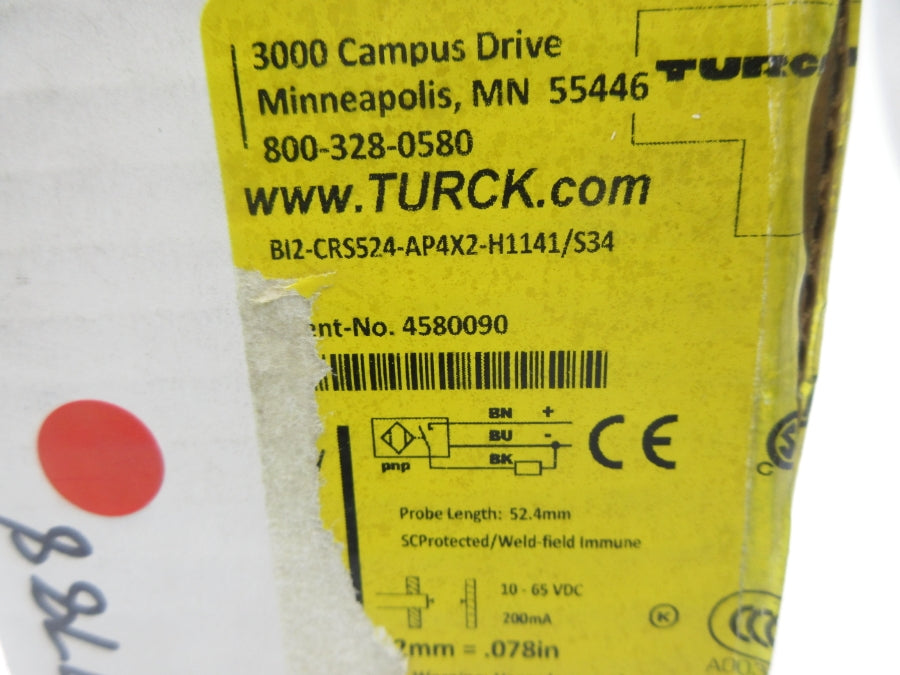 3000 Campus Drive
Minneapolis, MN 55446
TURCK
800-328-0580
www.TURCK.com
BI2-CRS524-AP4X2-H1141/S34
ent-No. 4580090
BN +
BU -
BK
pnp
CE
Probe Length: 52.4mm
SCProtected/Weld-field Immune
10 - 65 VDC
200mA
K
2mm = .078in